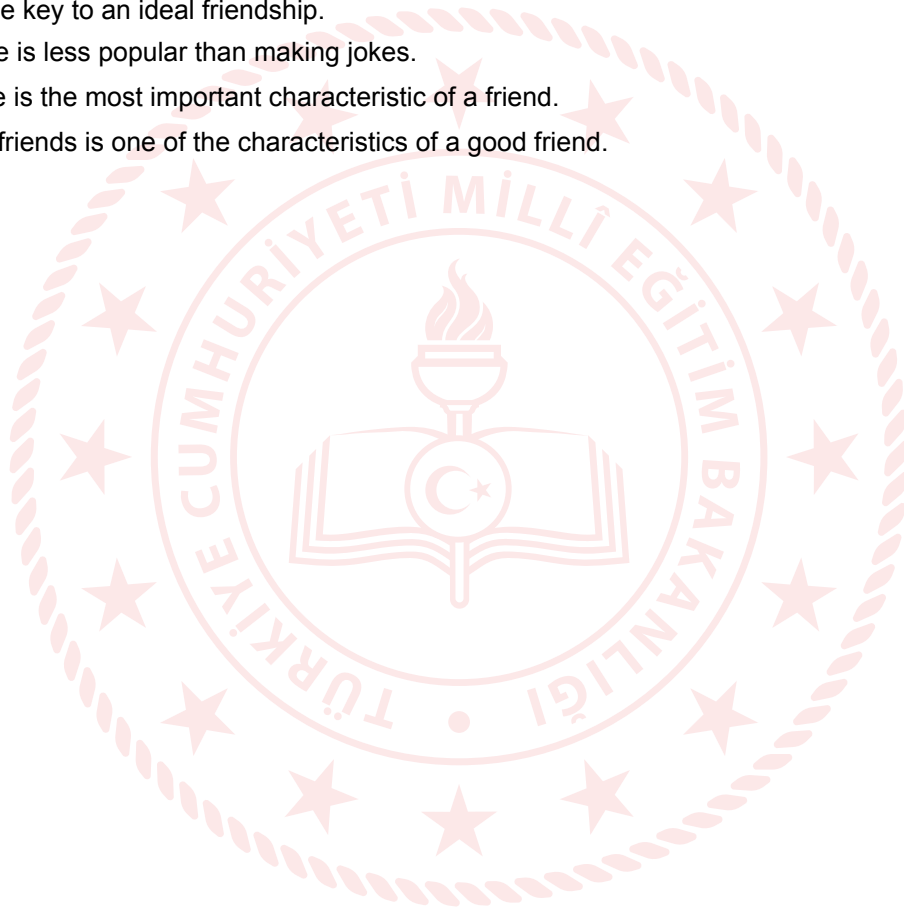 e key to an ideal friendship.
e is less popular than making jokes.
e is the most important characteristic of a friend.
friends is one of the characteristics of a good friend.
TÜRKİYE CUMHURİYETİ MİLLÎ EĞİTİM BAKANLIĞI